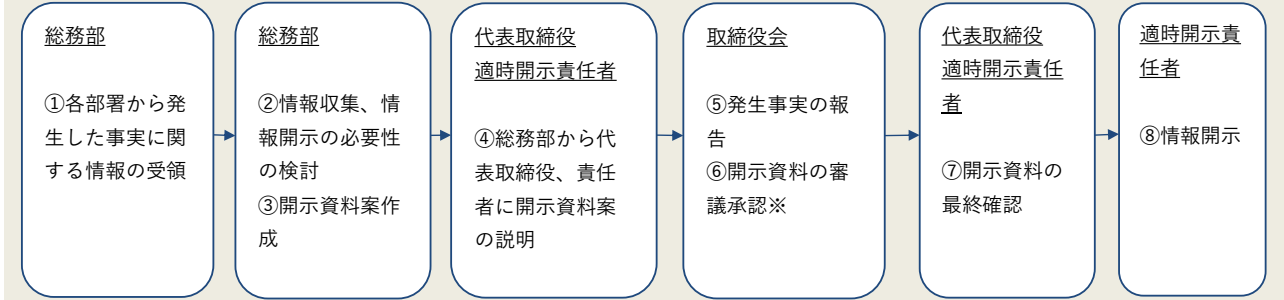 総務部
①各部署から発
生した事実に関
する情報の受領
総務部
②情報収集、情
報開示の必要性
の検討
③開示資料案作
成
代表取締役
適時開示責任者
④総務部から代
表取締役、責任
者に開示資料案
の説明
取締役会
⑤発生事実の報
告
⑥開示資料の審
議承認※
代表取締役
適時開示責任
者
⑦開示資料の
最終確認
適時開示責
任者
⑧情報開示